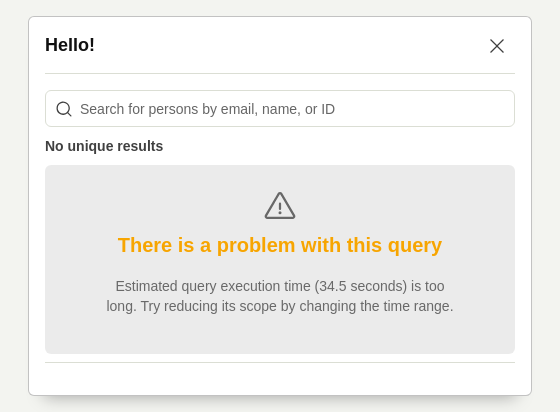 Hello!
Search for persons by email, name, or ID
No unique results
There is a problem with this query
Estimated query execution time (34.5 seconds) is too
long. Try reducing its scope by changing the time range.